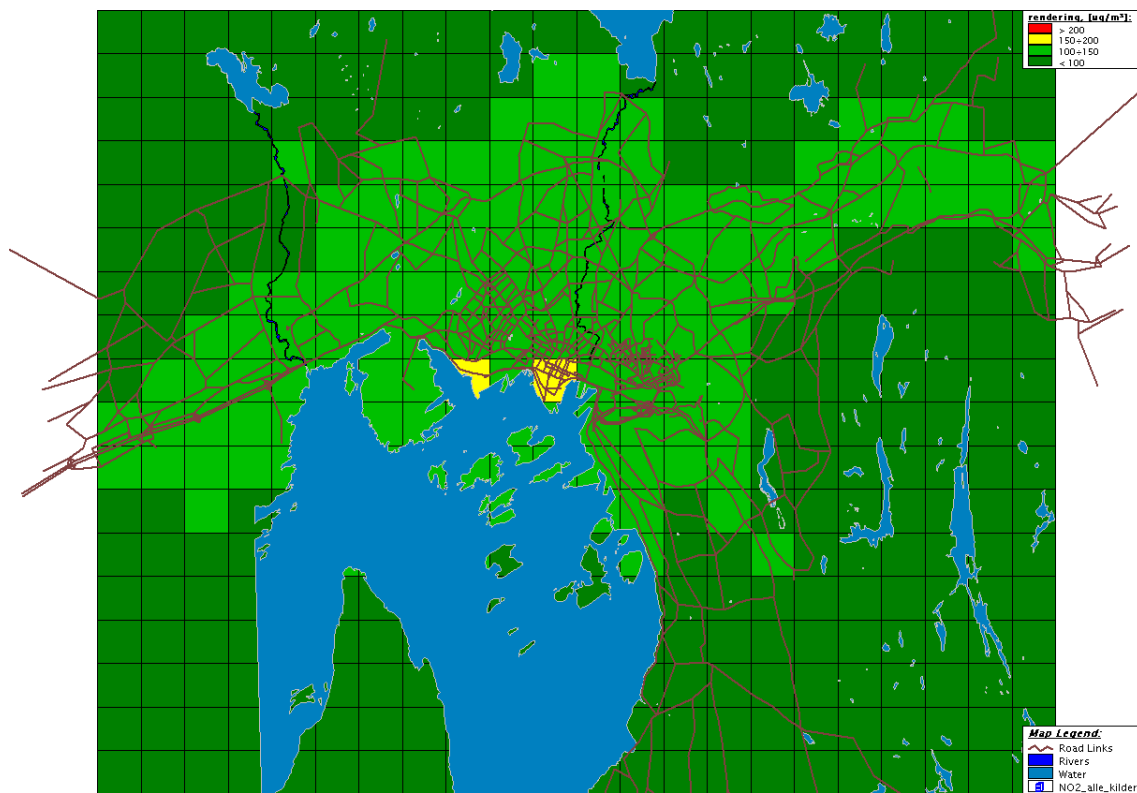 rendering, [ug/m³]:
> 200
150÷200
100÷150
< 100
Map Legend:
Road Links
Rivers
Water
NO2_alle_kilder